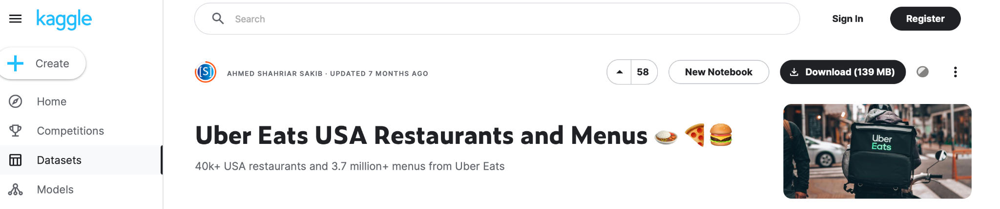 kaggle
Search
Sign In
Register
Create
[S]
AHMED SHAHRIAR SAKIB · UPDATED 7 MONTHS AGO
58
New Notebook
Download (139 MB)
Home
Competitions
Datasets
Models
Uber Eats USA Restaurants and Menus 🍛 🍕 🍔
40k+ USA restaurants and 3.7 million+ menus from Uber Eats
Uber
Eats